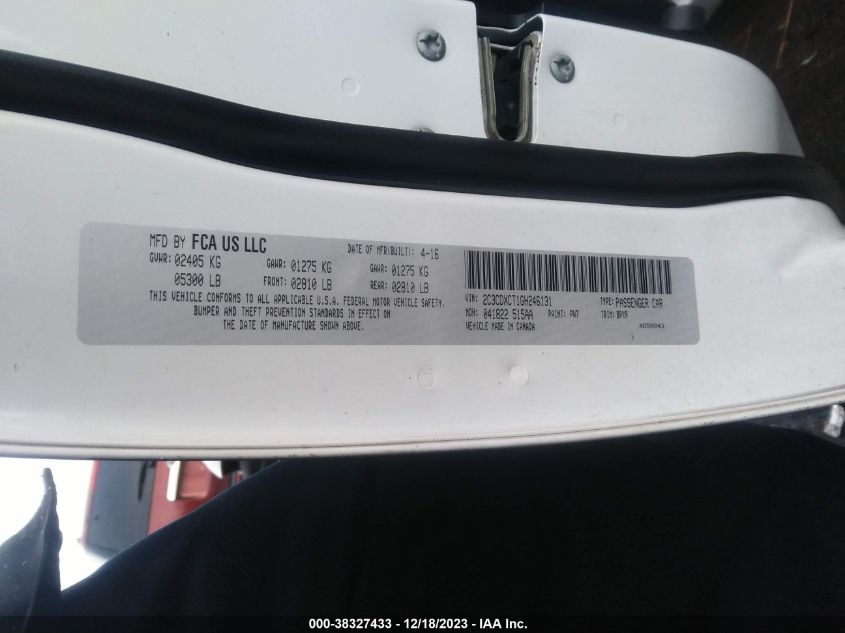 MFD BY FCA US LLC DATE OF MFR(BUILT): 4-16
GVWR: 02405 KG GAWR: 01275 KG GAWR: 01275 KG
05300 LB FRONT: 02810 LB REAR: 02810 LB
THIS VEHICLE CONFORMS TO ALL APPLICABLE U.S.A. FEDERAL MOTOR VEHICLE SAFETY,
BUMPER AND THEFT PREVENTION STANDARDS IN EFFECT ON
THE DATE OF MANUFACTURE SHOWN ABOVE.
VIN: 2C3CDXCT1GH246131 TYPE: PASSENGER CAR
MDH: 041822 515AA PAINT: PW7 TRIM: BPX9
VEHICLE MADE IN CANADA
000-38327433 - 12/18/2023 - IAA Inc.